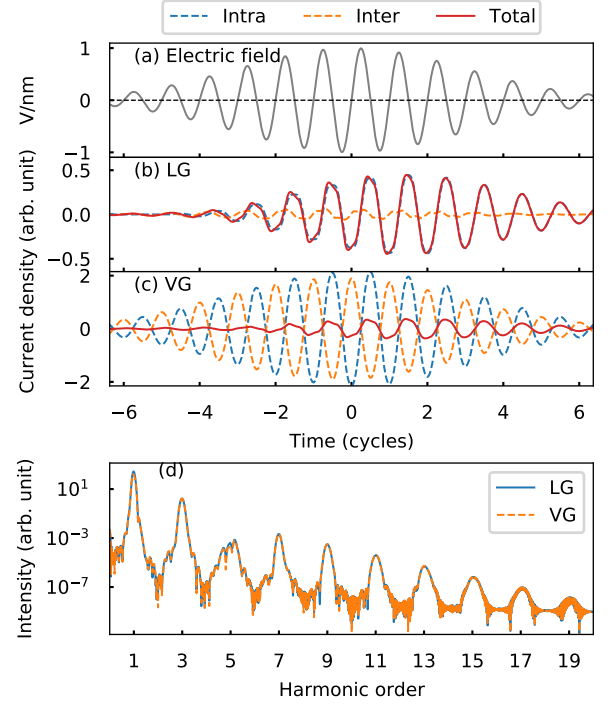 Intra Inter Total
(a) Electric field
V/nm
1
0
−1
(b) LG
0.5
0.0
−0.5
(c) VG
2
0
−2
Current density (arb. unit)
−6 −4 −2 0 2 4 6
Time (cycles)
(d)
LG
VG
Intensity (arb. unit)
10^1
10^−3
10^−7
1 3 5 7 9 11 13 15 17 19
Harmonic order